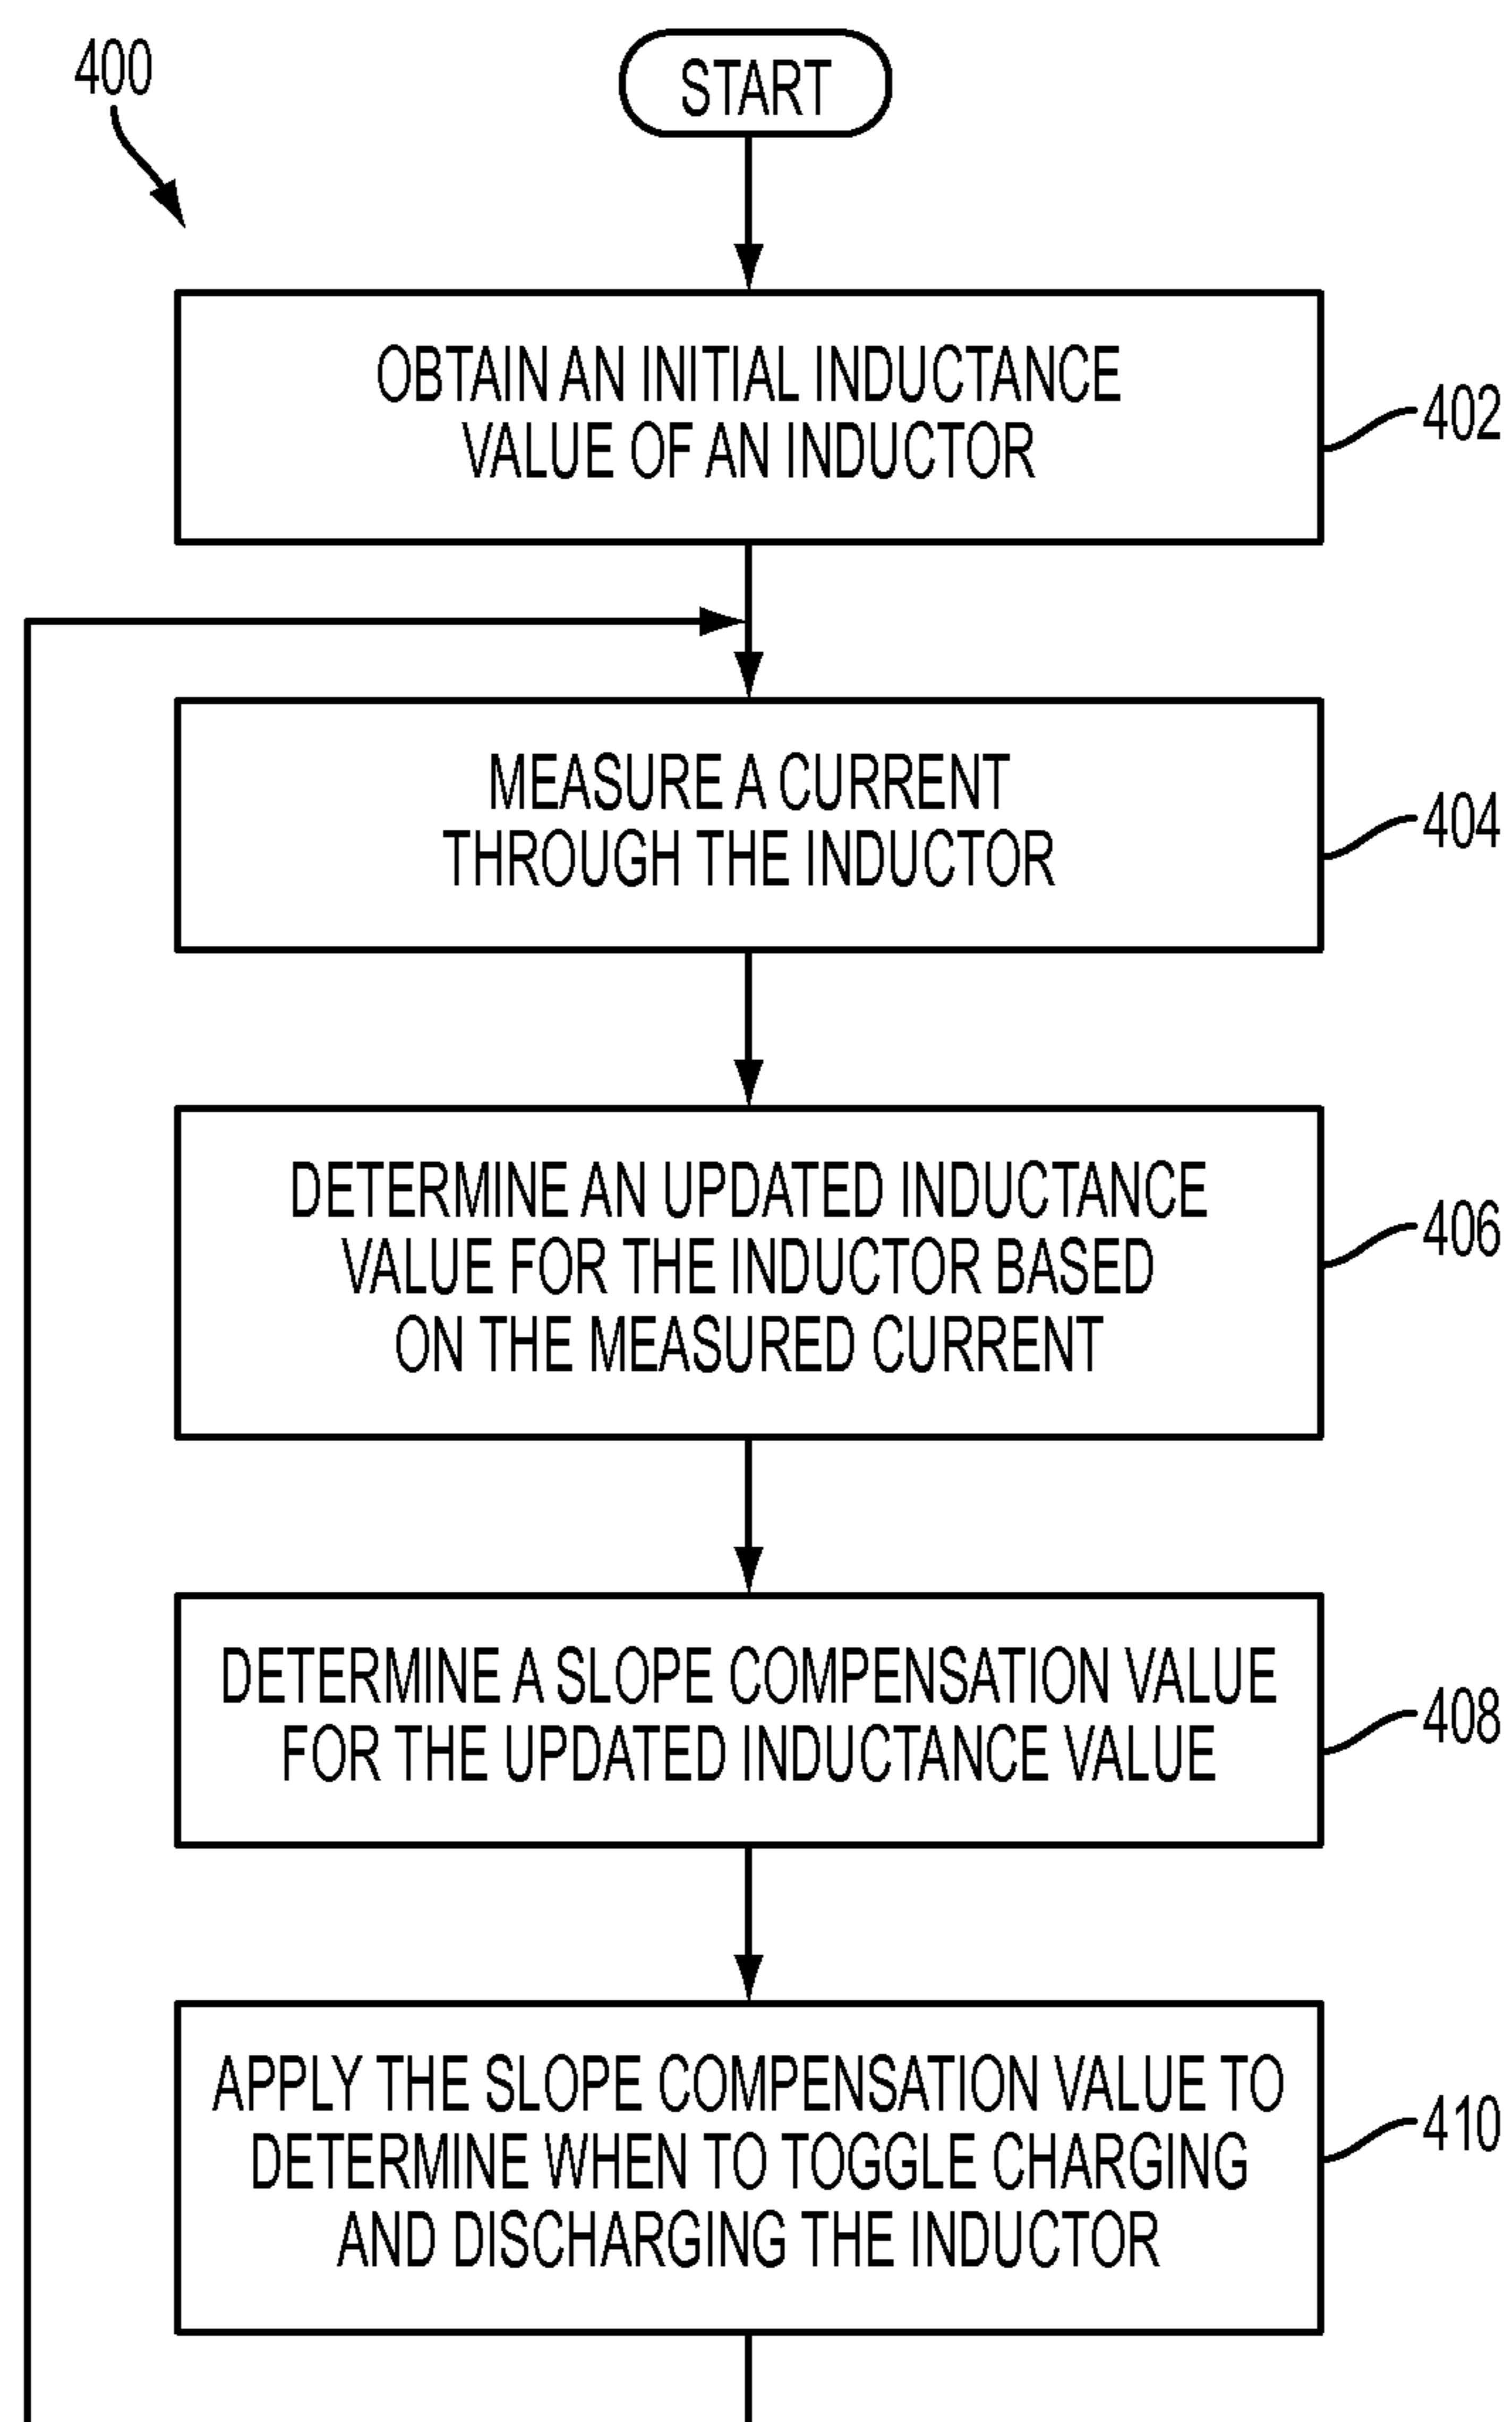 400
START
OBTAIN AN INITIAL INDUCTANCE
VALUE OF AN INDUCTOR
402
MEASURE A CURRENT
THROUGH THE INDUCTOR
404
DETERMINE AN UPDATED INDUCTANCE
VALUE FOR THE INDUCTOR BASED
ON THE MEASURED CURRENT
406
DETERMINE A SLOPE COMPENSATION VALUE
FOR THE UPDATED INDUCTANCE VALUE
408
APPLY THE SLOPE COMPENSATION VALUE TO
DETERMINE WHEN TO TOGGLE CHARGING
AND DISCHARGING THE INDUCTOR
410